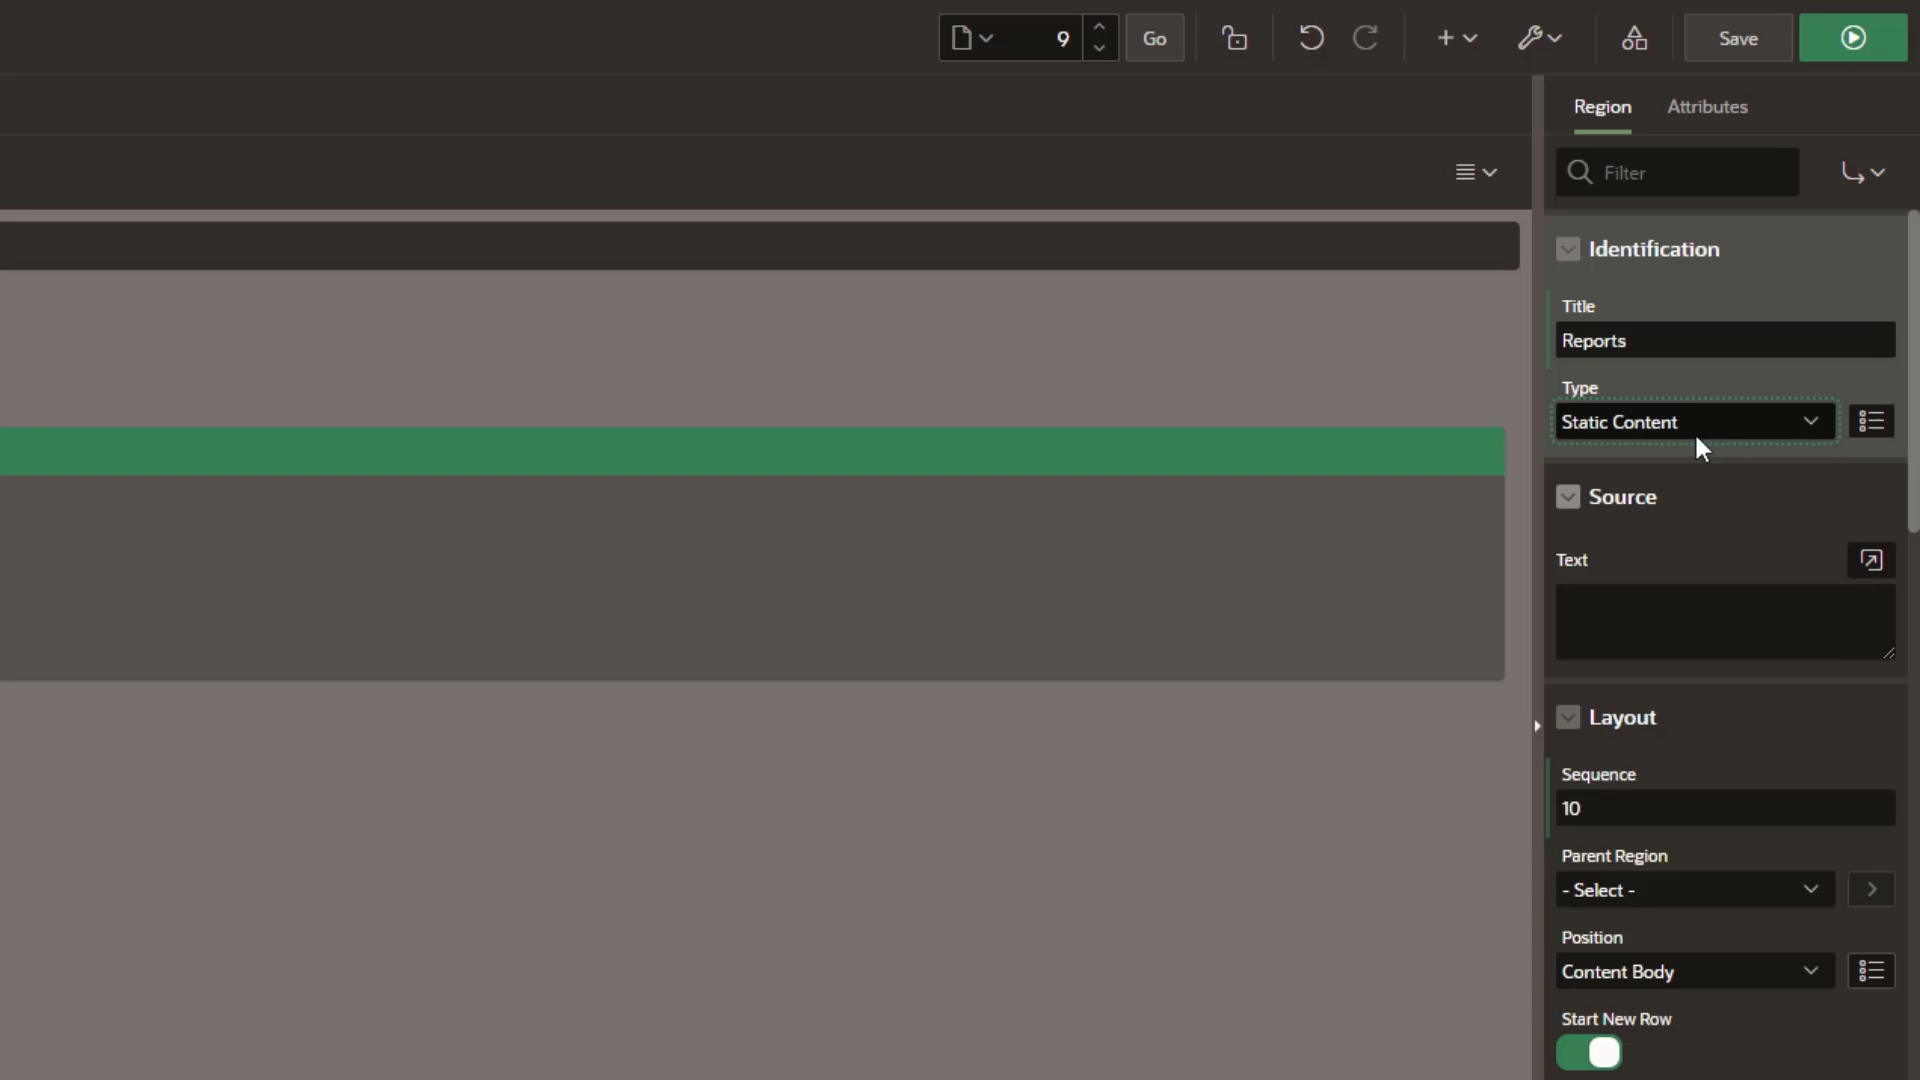 9
Go
Save
Region Attributes
Filter
Identification
Title
Reports
Type
Static Content
Source
Text
Layout
Sequence
10
Parent Region
- Select -
Position
Content Body
Start New Row